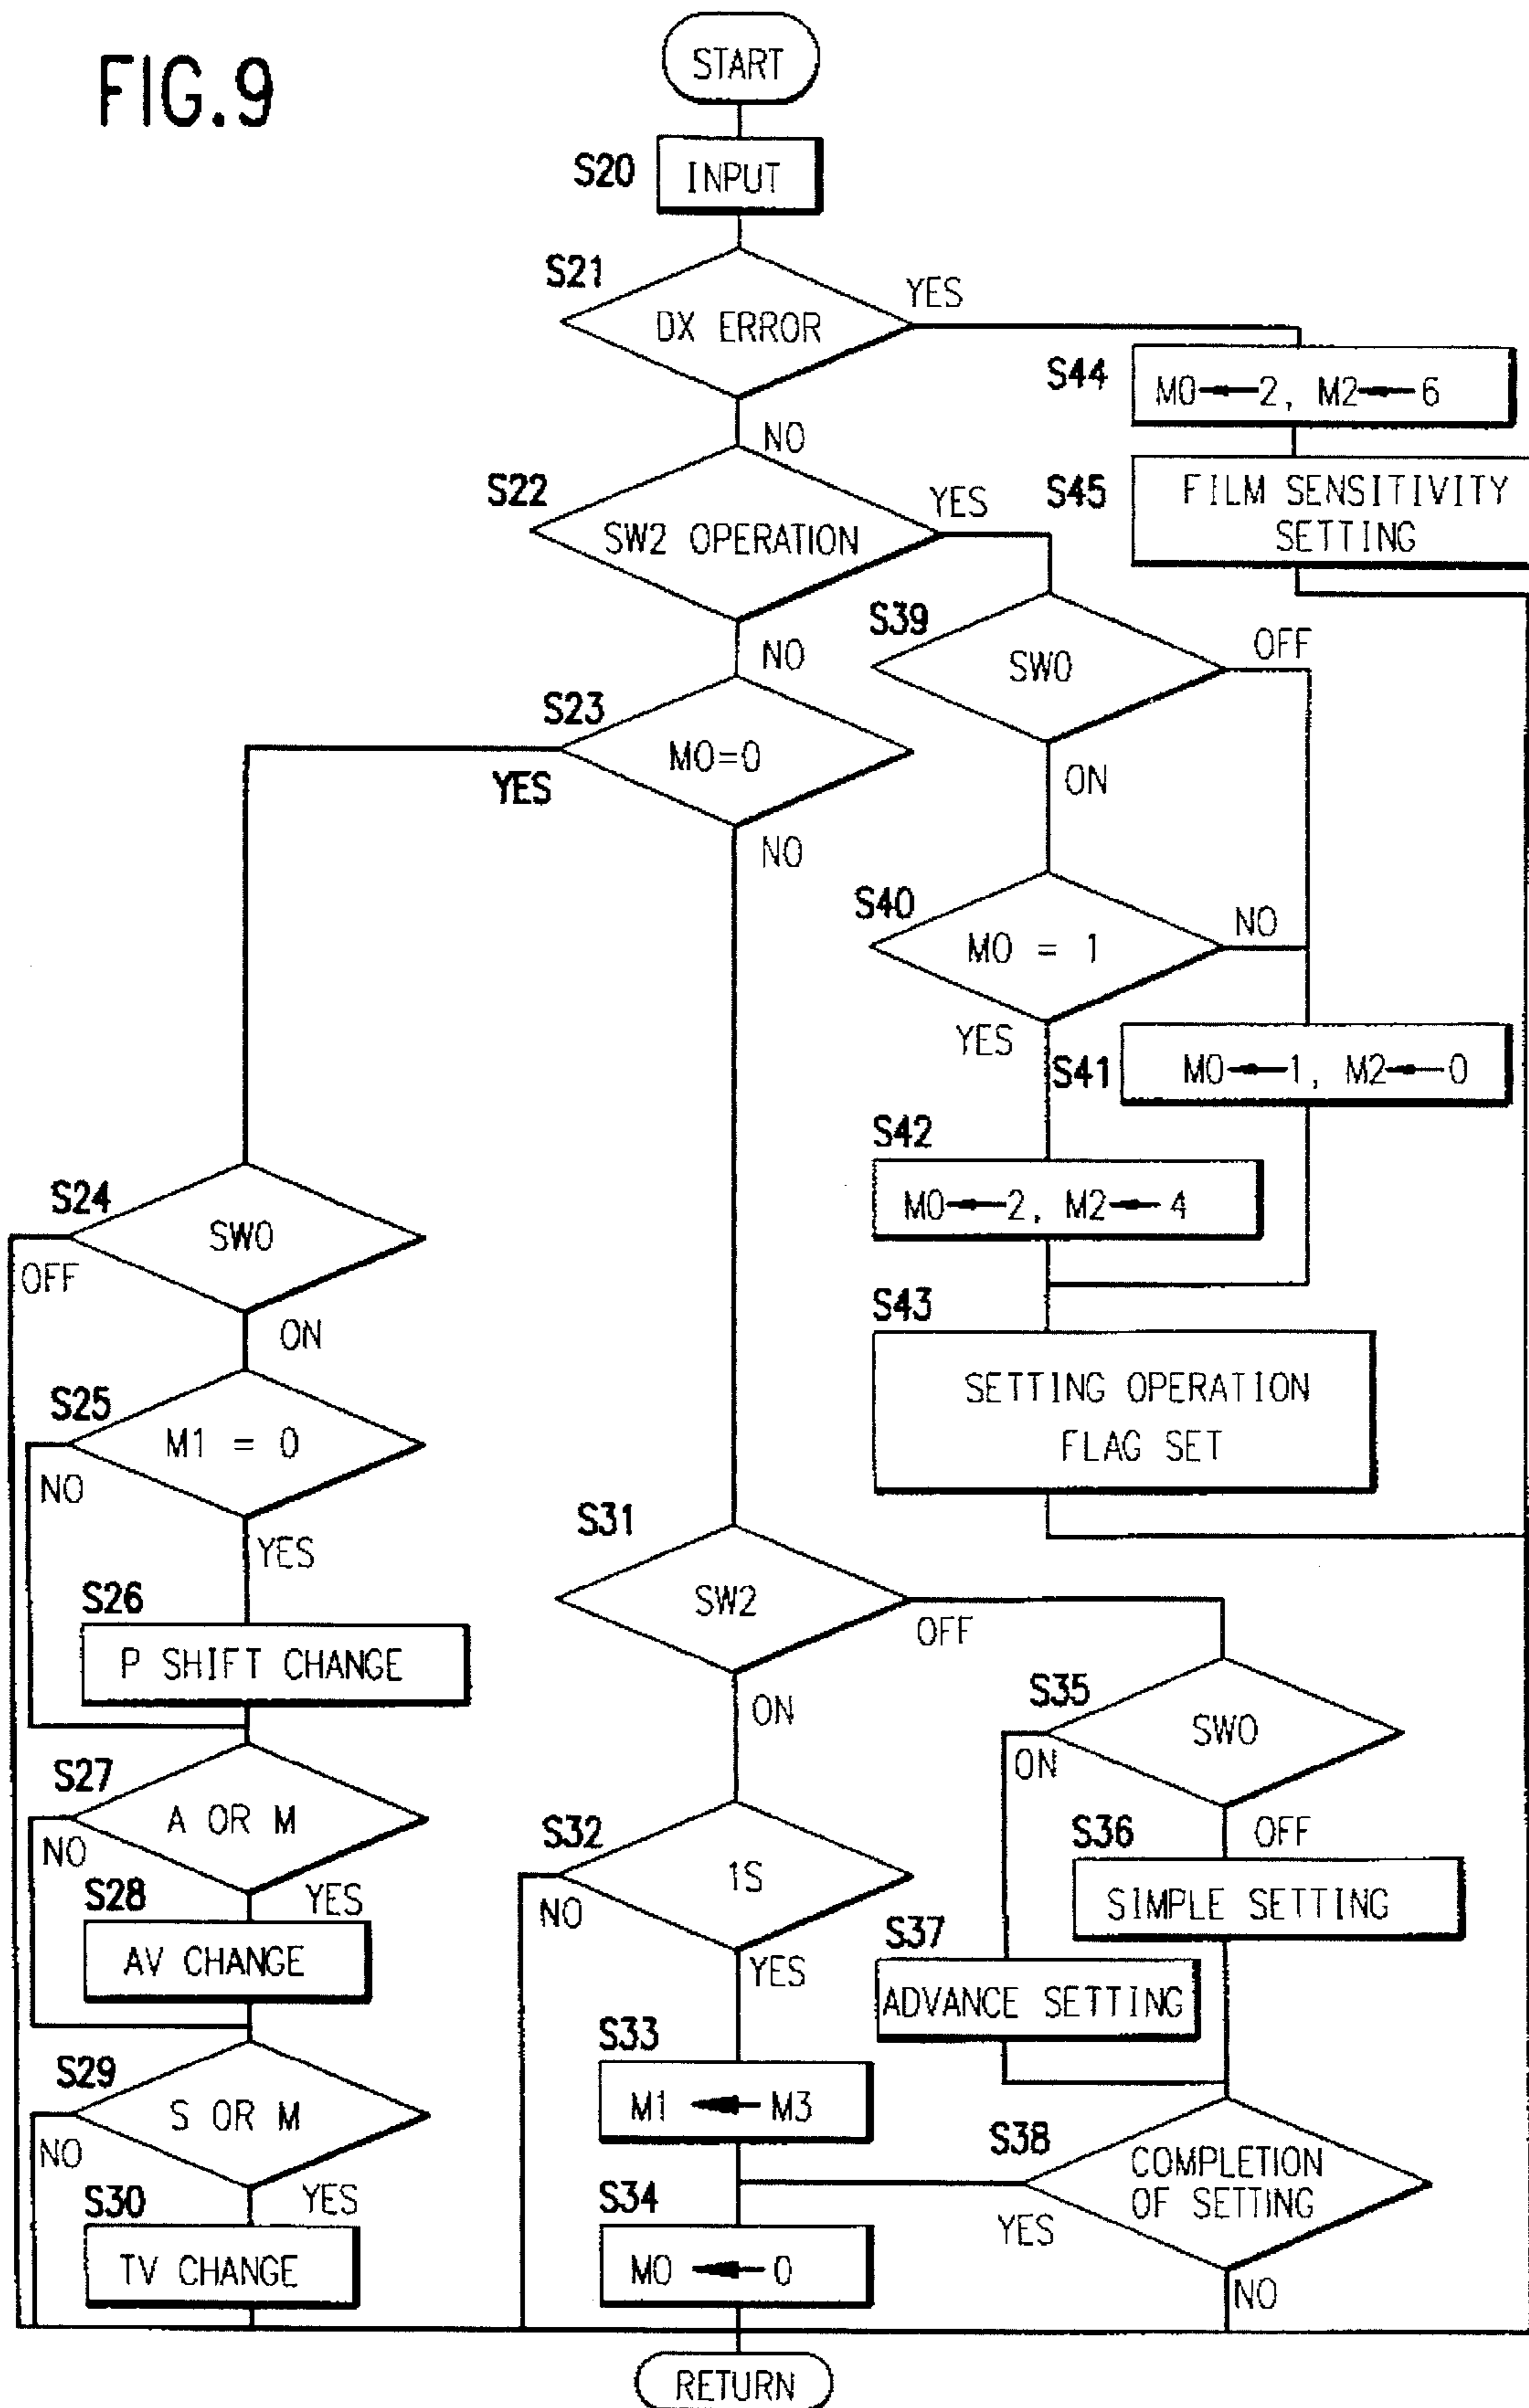 FIG.9
START
S20
INPUT
S21
DX ERROR
YES
NO
S44
M0←2, M2←6
S45
FILM SENSITIVITY
SETTING
S22
SW2 OPERATION
YES
NO
S39
SW0
OFF
ON
S23
M0=0
YES
NO
S40
M0 = 1
NO
YES
S41
M0←1, M2←0
S42
M0←2, M2←4
S43
SETTING OPERATION
FLAG SET
S24
SW0
OFF
ON
S25
M1 = 0
NO
YES
S26
P SHIFT CHANGE
S27
A OR M
NO
YES
S28
AV CHANGE
S29
S OR M
NO
YES
S30
TV CHANGE
S31
SW2
OFF
ON
S32
1S
NO
YES
S33
M1 ← M3
S34
M0 ← 0
S35
SW0
ON
OFF
S36
SIMPLE SETTING
S37
ADVANCE SETTING
S38
COMPLETION
OF SETTING
YES
NO
RETURN